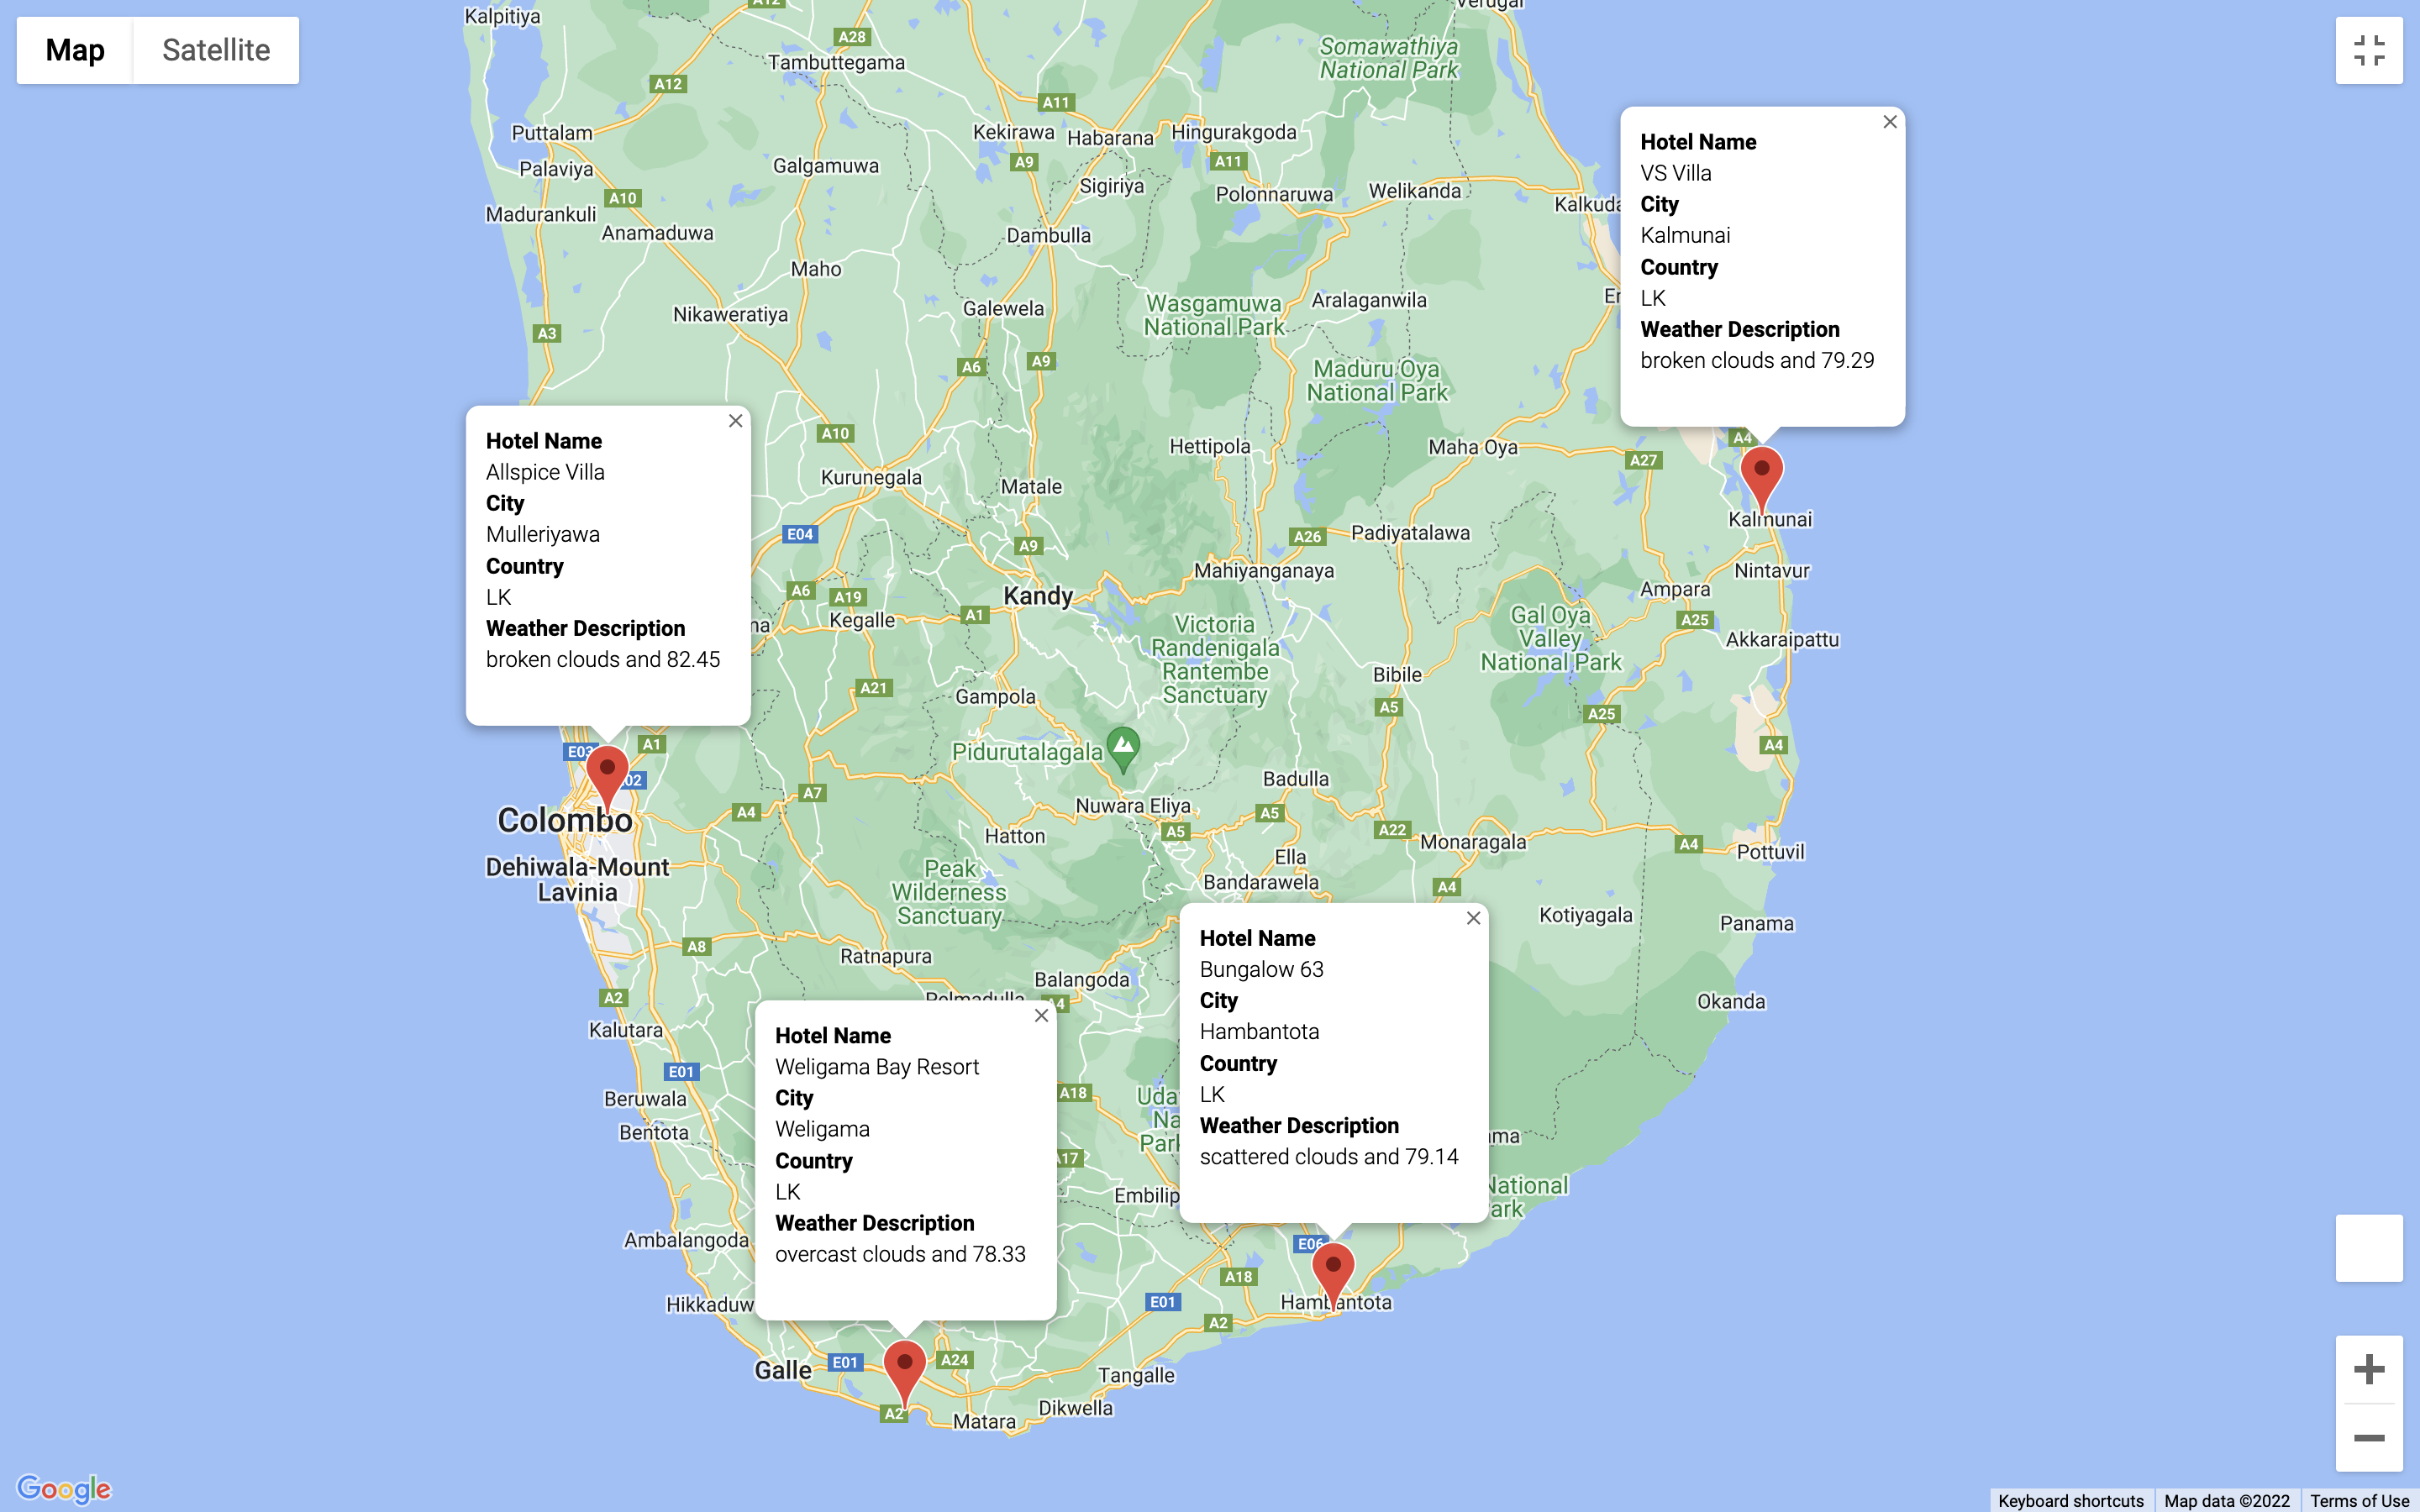 Map
Satellite
Kalpitiya
A12
Verugal
A28
Tambuttegama
Somawathiya
National Park
A12
A11
Puttalam
Kekirawa
Habarana
Hingurakgoda
Palaviya
Galgamuwa
A9
A11
Sigiriya
Polonnaruwa
Welikanda
A10
Madurankuli
Anamaduwa
Dambulla
Maho
Wasgamuwa
National Park
Aralaganwila
Galewela
Nikaweratiya
A3
A6
A9
Maduru Oya
National Park
Hotel Name
VS Villa
City
Kalmunai
Country
LK
Weather Description
broken clouds and 79.29
A10
Hettipola
Maha Oya
A4
A27
Kurunegala
Matale
Hotel Name
Allspice Villa
City
Mulleriyawa
Country
LK
Weather Description
broken clouds and 82.45
E04
A9
A26
Padiyatalawa
Kalmunai
Mahiyanganaya
Nintavur
A6
A19
Kandy
Ampara
A1
Kegalle
Gal Oya
Valley
National Park
A25
Victoria
Randenigala
Rantembe
Sanctuary
Akkaraipattu
Bibile
A21
Gampola
A5
A25
E03
A1
Pidurutalagala
A4
02
Badulla
A7
Nuwara Eliya
Colombo
A4
Hatton
A5
A5
A22
Monaragala
A4
Pottuvil
Dehiwala-Mount
Lavinia
Ella
Peak
Wilderness
Sanctuary
Bandarawela
A4
Kotiyagala
Panama
A8
Ratnapura
Balangoda
A2
Pelmadulla
A4
Okanda
Kalutara
Hotel Name
Bungalow 63
City
Hambantota
Country
LK
Weather Description
scattered clouds and 79.14
Hotel Name
Weligama Bay Resort
City
Weligama
Country
LK
Weather Description
overcast clouds and 78.33
E01
A18
Beruwala
Bentota
A17
National
Ambalangoda
E06
Hikkaduw
A18
E01
Hambantota
A2
Galle
E01
A24
Tangalle
A2
Matara
Dikwella
Google
Keyboard shortcuts
Map data ©2022
Terms of Use